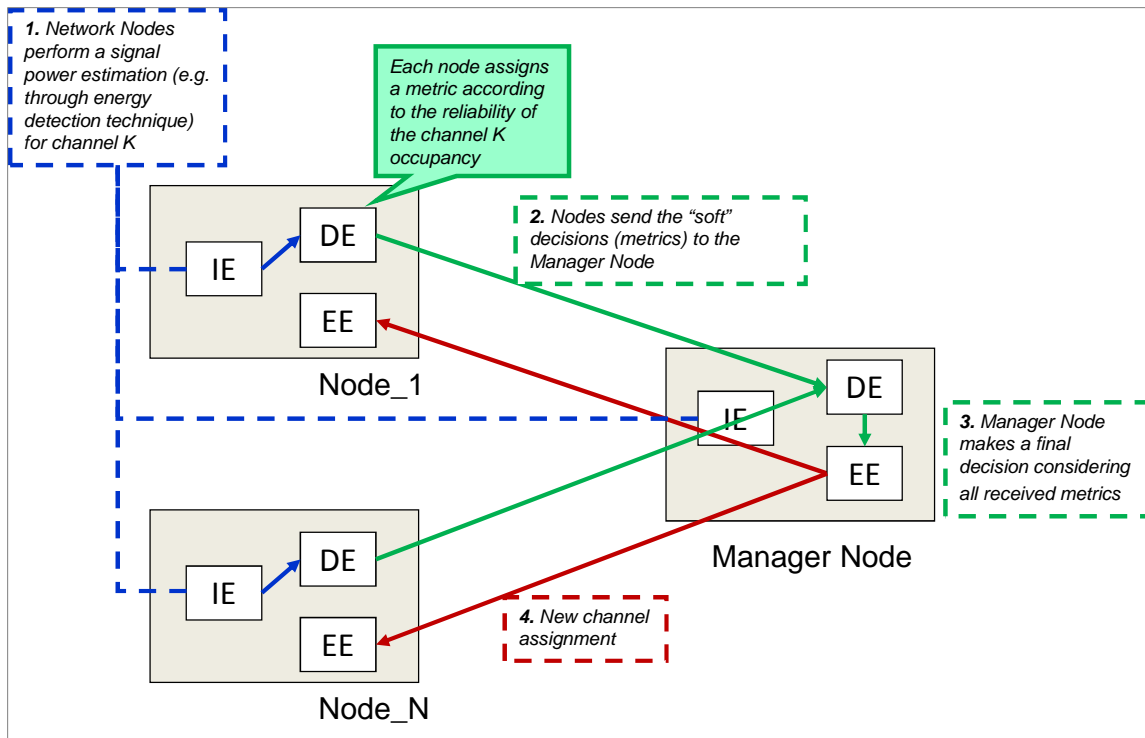 1. Network Nodes
perform a signal
power estimation (e.g.
through energy
detection technique)
for channel K
Each node assigns
a metric according
to the reliability of
the channel K
occupancy
2. Nodes send the “soft”
decisions (metrics) to the
Manager Node
DE
IE
EE
Node_1
DE
IE
EE
Manager Node
3. Manager Node
makes a final
decision considering
all received metrics
DE
IE
EE
Node_N
4. New channel
assignment